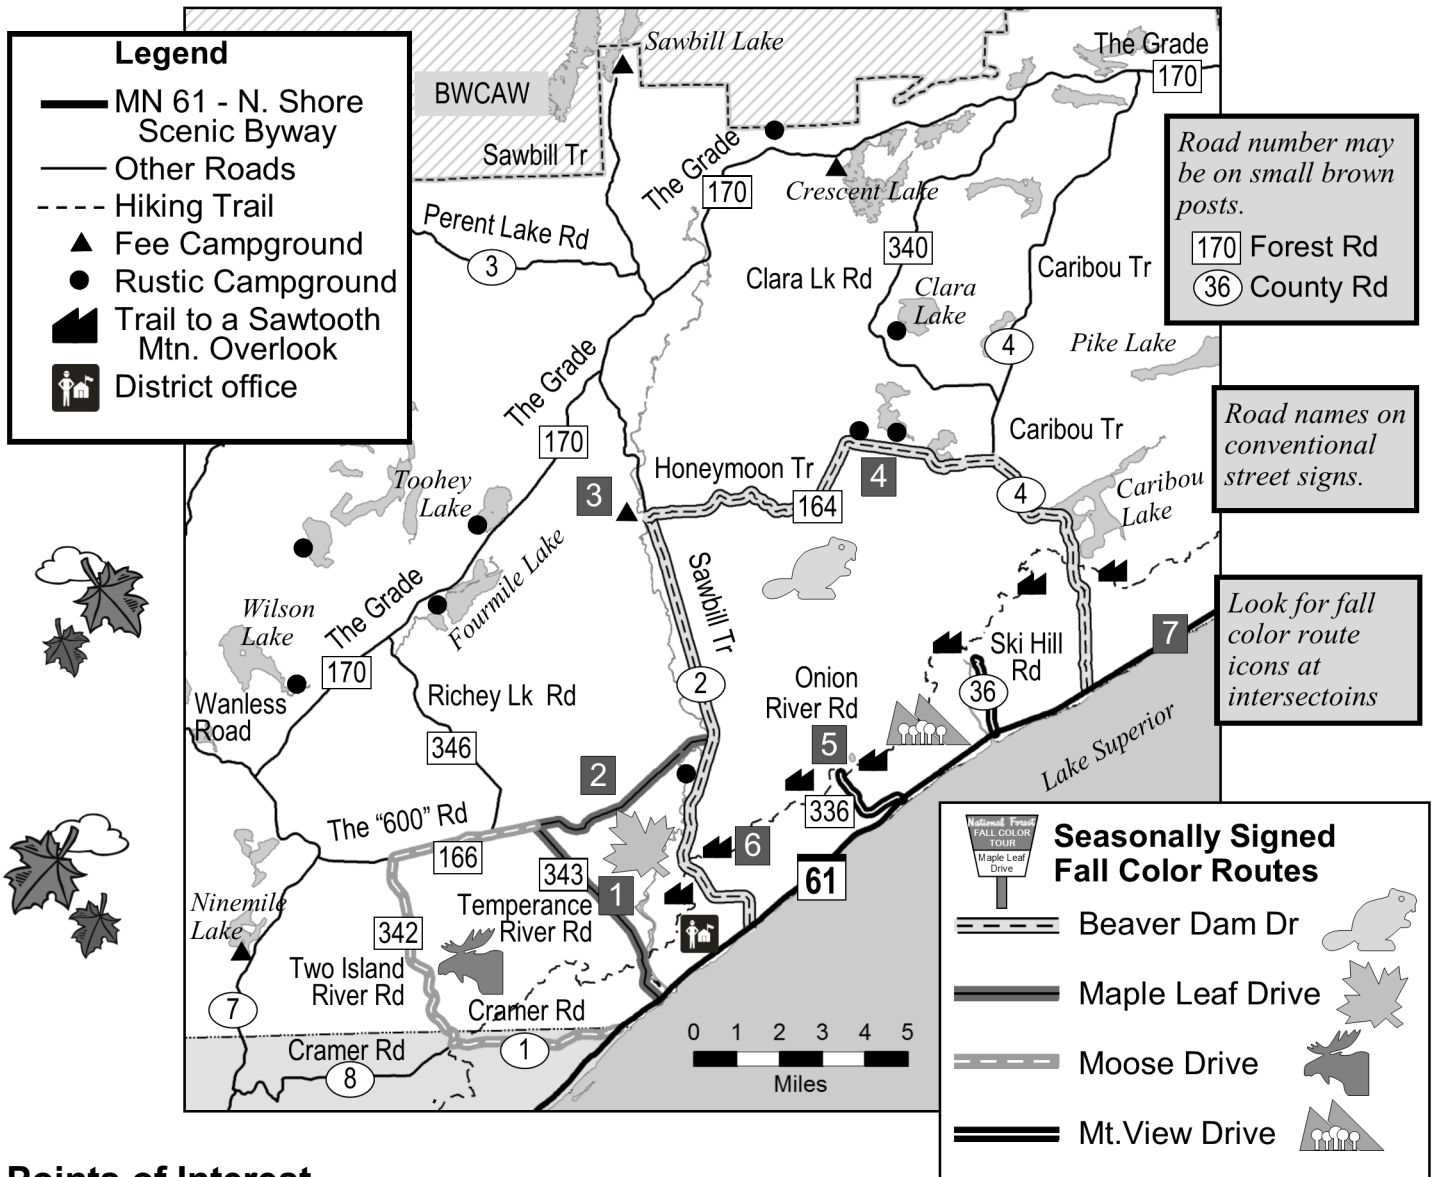 Legend
MN 61 - N. Shore
Scenic Byway
Other Roads
Hiking Trail
Fee Campground
Rustic Campground
Trail to a Sawtooth
Mtn. Overlook
District office
Sawbill Lake
BWCAW
Sawbill Tr
The Grade
170
The Grade
170
Crescent Lake
Perent Lake Rd
3
340
Clara Lk Rd
Clara
Lake
Caribou Tr
4
Pike Lake
Road number may
be on small brown
posts.
170 Forest Rd
36 County Rd
The Grade
170
Caribou Tr
Road names on
conventional
street signs.
Toohey
Lake
3
Honeymoon Tr
164
4
4
Caribou
Lake
Fourmile Lake
Sawbill Tr
Wilson
Lake
The Grade
170
Look for fall
color route
icons at
intersectoins
7
Ski Hill
Rd
36
Onion
River Rd
5
336
2
Wanless
Road
Richey Lk Rd
346
2
Lake Superior
The “600” Rd
166
343
1
6
61
Temperance
River Rd
Ninemile
Lake
342
Two Island
River Rd
7
Cramer Rd
1
Cramer Rd
8
0 1 2 3 4 5
Miles
National Forest
FALL COLOR
TOUR
Maple Leaf
Drive
Seasonally Signed
Fall Color Routes
Beaver Dam Dr
Maple Leaf Drive
Moose Drive
Mt.View Drive
Points of Interest